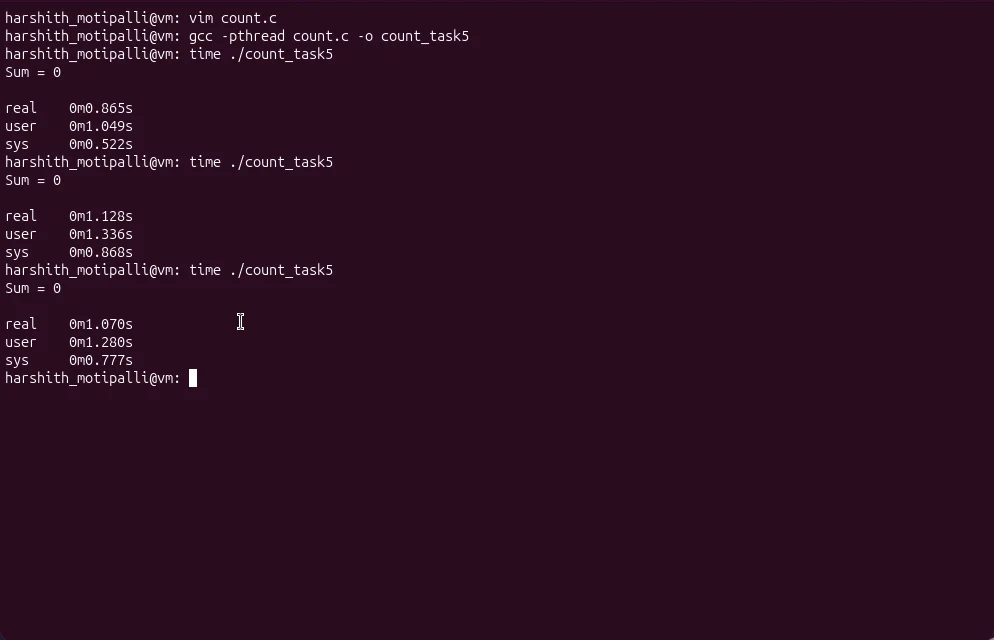 harshith_motipalli@vm: vim count.c
harshith_motipalli@vm: gcc -pthread count.c -o count_task5
harshith_motipalli@vm: time ./count_task5
Sum = 0
real    0m0.865s
user    0m1.049s
sys     0m0.522s
harshith_motipalli@vm: time ./count_task5
Sum = 0
real    0m1.128s
user    0m1.336s
sys     0m0.868s
harshith_motipalli@vm: time ./count_task5
Sum = 0
real    0m1.070s
user    0m1.280s
sys     0m0.777s
harshith_motipalli@vm: